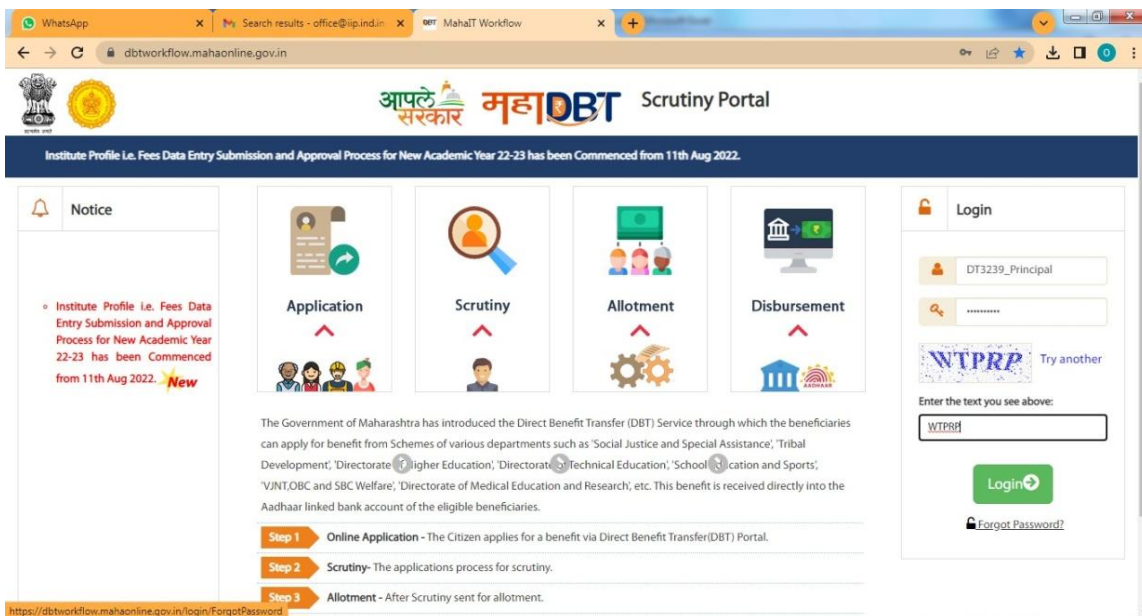 WhatsApp
Search results - office@iip.ind.in
MahaIT Workflow
dbtworkflow.mahaonline.gov.in
आपले सरकार
महाDBT
Scrutiny Portal
Institute Profile i.e. Fees Data Entry Submission and Approval Process for New Academic Year 22-23 has been Commenced from 11th Aug 2022.
Notice
Institute Profile i.e. Fees Data
Entry Submission and Approval
Process for New Academic Year
22-23 has been Commenced
from 11th Aug 2022. New
Application
Scrutiny
Allotment
Disbursement
AADHAAR
The Government of Maharashtra has introduced the Direct Benefit Transfer (DBT) Service through which the beneficiaries
can apply for benefit from Schemes of various departments such as 'Social Justice and Special Assistance', 'Tribal
Development', 'Directorate of Higher Education', 'Directorate of Technical Education', 'School Education and Sports',
'VJNT,OBC and SBC Welfare', 'Directorate of Medical Education and Research', etc. This benefit is received directly into the
Aadhaar linked bank account of the eligible beneficiaries.
Step 1 Online Application - The Citizen applies for a benefit via Direct Benefit Transfer(DBT) Portal.
Step 2 Scrutiny- The applications process for scrutiny.
Step 3 Allotment - After Scrutiny sent for allotment.
Login
DT3239_Principal
••••••••••
WTPRP Try another
Enter the text you see above:
WTPRP
Login
Forgot Password?
https://dbtworkflow.mahaonline.gov.in/login/ForgotPassword